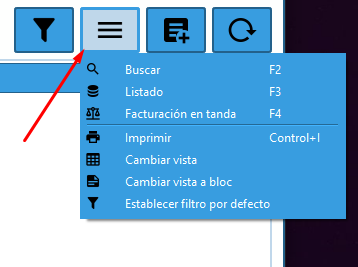 Buscar F2
Listado F3
Facturación en tanda F4
Imprimir Control+I
Cambiar vista
Cambiar vista a bloc
Establecer filtro por defecto